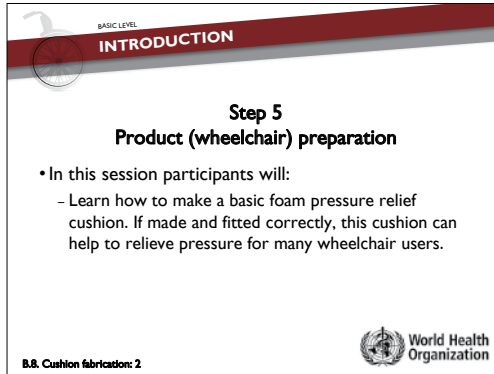 BASIC LEVEL
INTRODUCTION
Step 5
Product (wheelchair) preparation
• In this session participants will:
– Learn how to make a basic foam pressure relief
cushion. If made and fitted correctly, this cushion can
help to relieve pressure for many wheelchair users.
B.8. Cushion fabrication: 2
World Health
Organization